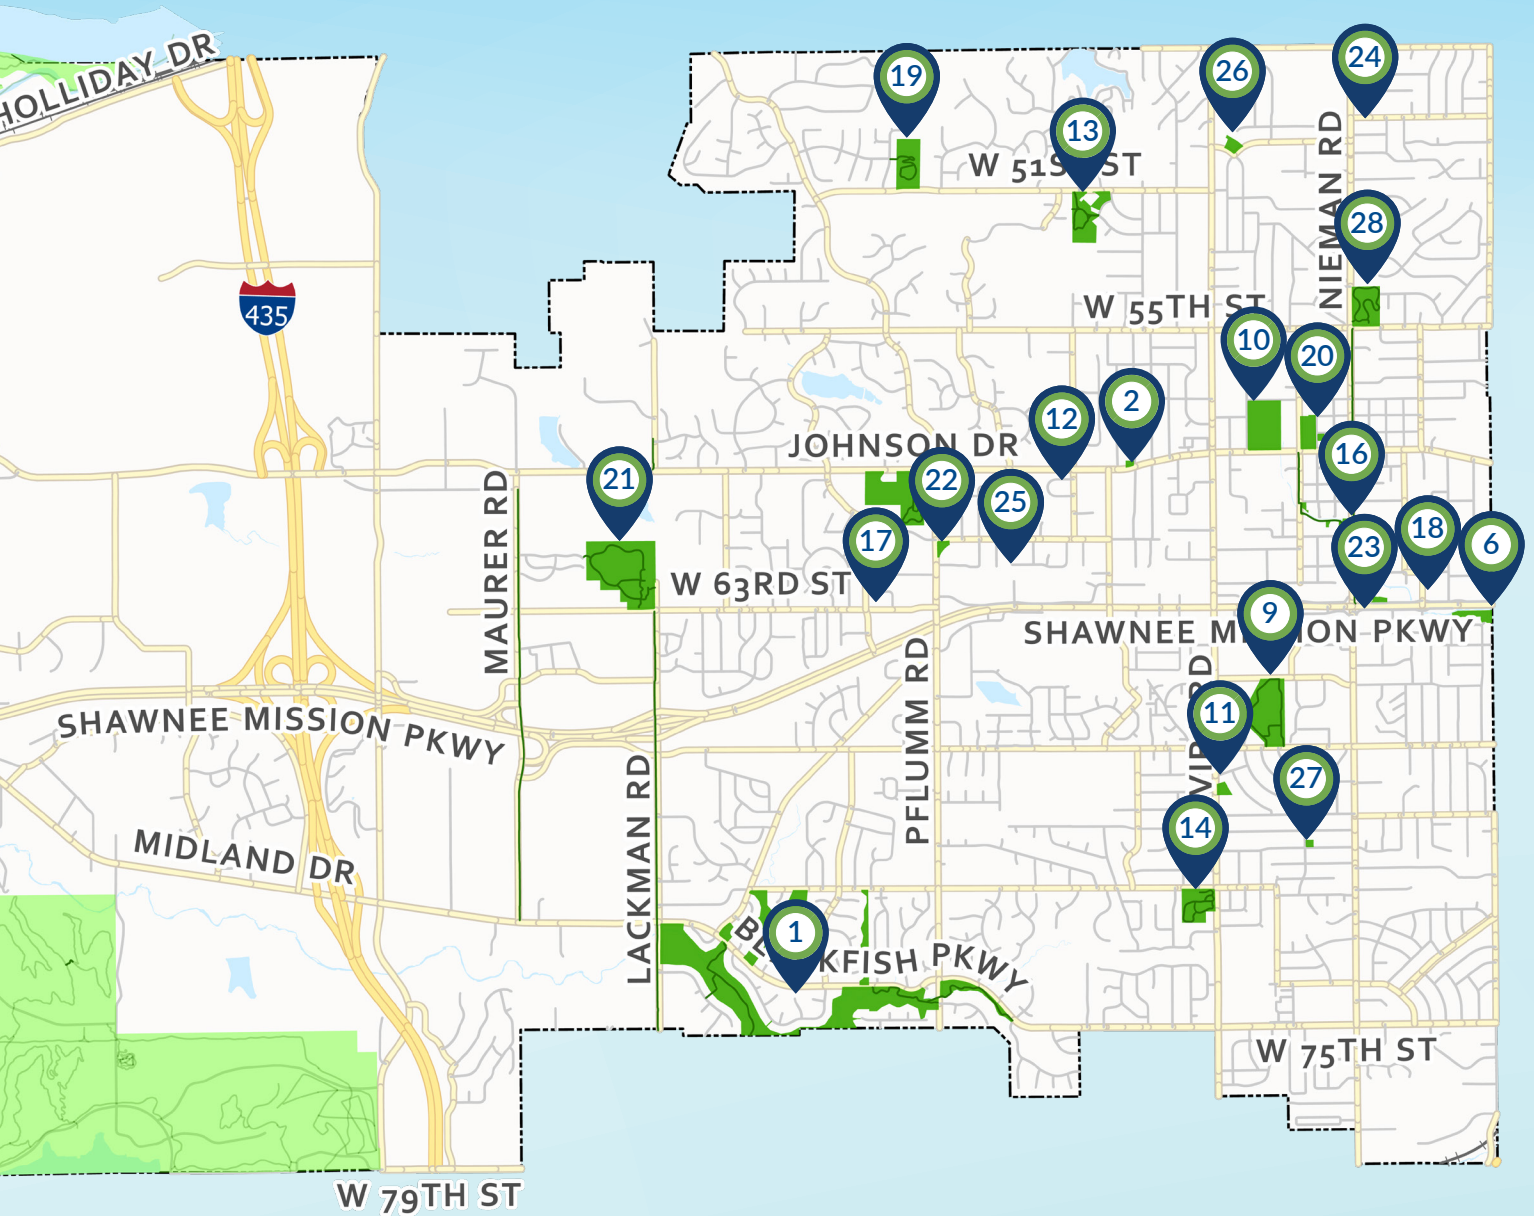 HOLLIDAY DR
19
26
24
13
W 51S ST
NIEMAN RD
28
435
W 55TH ST
10
20
2
12
JOHNSON DR
16
21
22
25
MAURER RD
17
18
6
23
W 63RD ST
9
SHAWNEE M ION PKWY
PFLUMM RD
11
SHAWNEE MISSION PKWY
27
LACKMAN RD
14
MIDLAND DR
1
BL KFISH PKWY
W 75TH ST
W 79TH ST